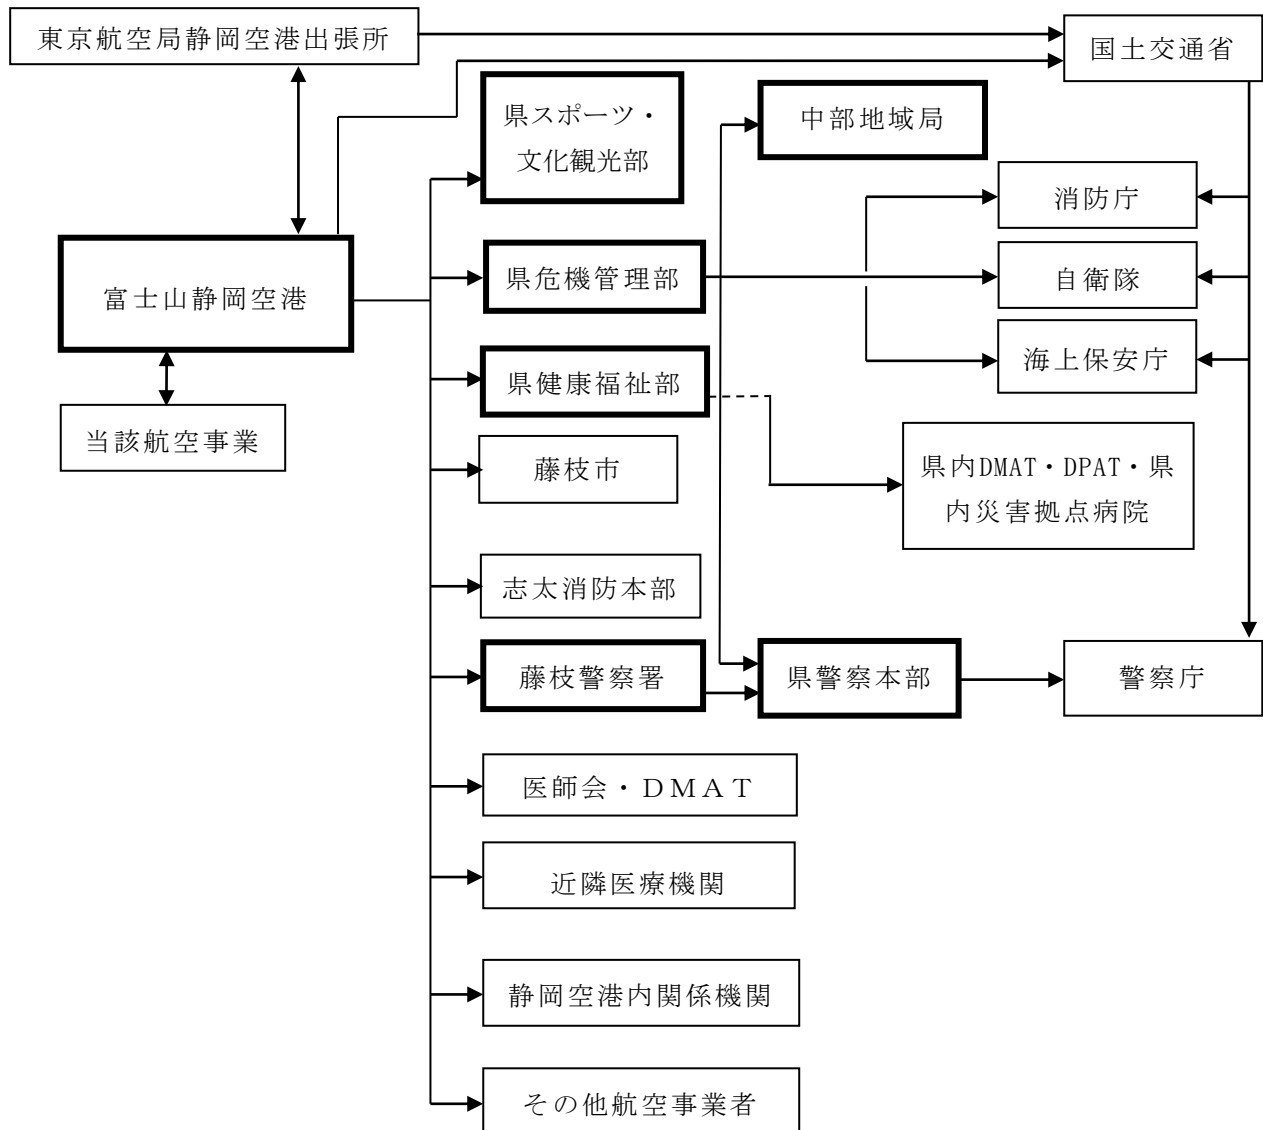 東京航空局静岡空港出張所
国土交通省
県スポーツ・
文化観光部
中部地域局
消防庁
富士山静岡空港
県危機管理部
自衛隊
県健康福祉部
海上保安庁
当該航空事業
藤枝市
県内DMAT・DPAT・県
内災害拠点病院
志太消防本部
藤枝警察署
県警察本部
警察庁
医師会・ＤＭＡＴ
近隣医療機関
静岡空港内関係機関
その他航空事業者